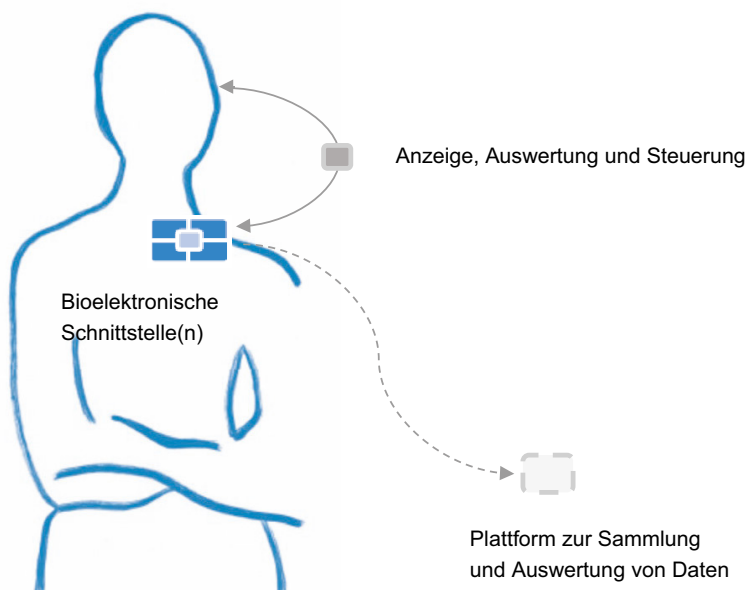 Anzeige, Auswertung und Steuerung
Bioelektronische
Schnittstelle(n)
Plattform zur Sammlung
und Auswertung von Daten